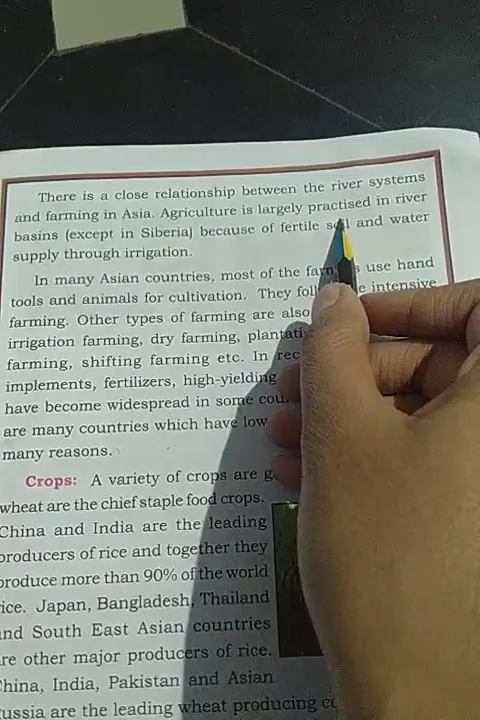 There is a close relationship between the river systems
and farming in Asia. Agriculture is largely practised in river
basins (except in Siberia) because of fertile soil and water
supply through irrigation.
In many Asian countries, most of the use hand
tools and animals for cultivation. They intensive
farming. Other types of farming are also
irrigation farming, dry farming,
farming, shifting farming etc. In
implements, fertilizers, high-yielding
have become widespread in some
are many countries which have low
many reasons.
Crops: A variety of crops are
wheat are the chief staple food crops.
China and India are the leading
producers of rice and together they
produce more than 90% of the world
rice. Japan, Bangladesh, Thailand
and South East Asian countries
are other major producers of rice.
China, India, Pakistan and Asian
Russia are the leading wheat producing